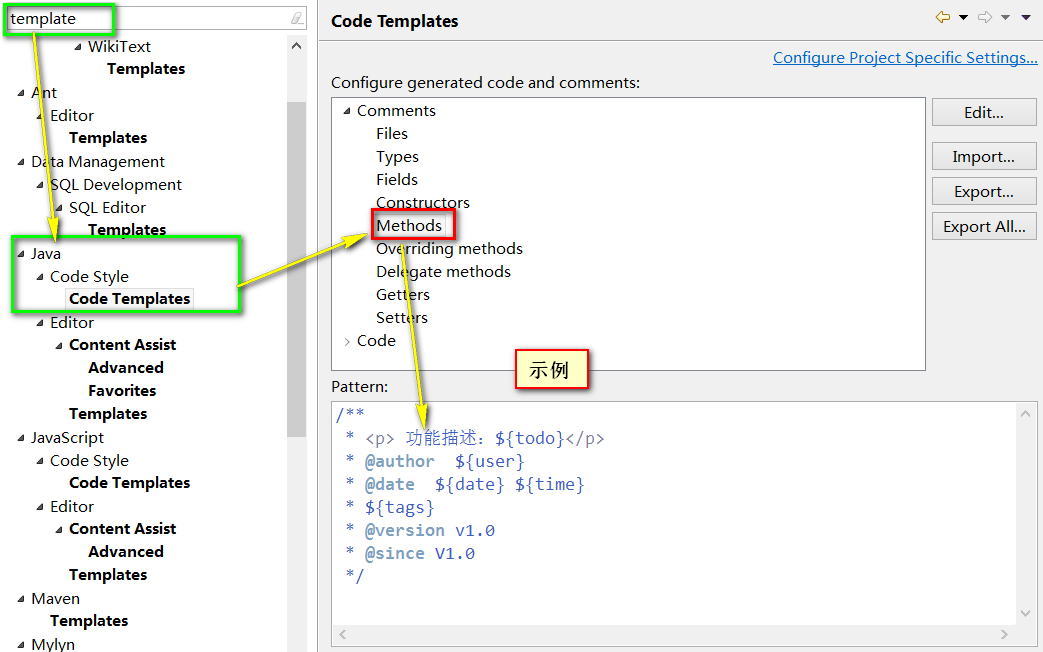 template
WikiText
Templates
Ant
Editor
Templates
Data Management
SQL Development
SQL Editor
Templates
Java
Code Style
Code Templates
Editor
Content Assist
Advanced
Favorites
Templates
JavaScript
Code Style
Code Templates
Editor
Content Assist
Advanced
Templates
Maven
Templates
Mylyn
Code Templates
Configure Project Specific Settings...
Configure generated code and comments:
Comments
Files
Types
Fields
Constructors
Methods
Overriding methods
Delegate methods
Getters
Setters
Code
Edit...
Import...
Export...
Export All...
示例
Pattern:
/**
* <p> 功能描述：${todo}</p>
* @author  ${user}
* @date  ${date} ${time}
* ${tags}
* @version v1.0
* @since V1.0
*/